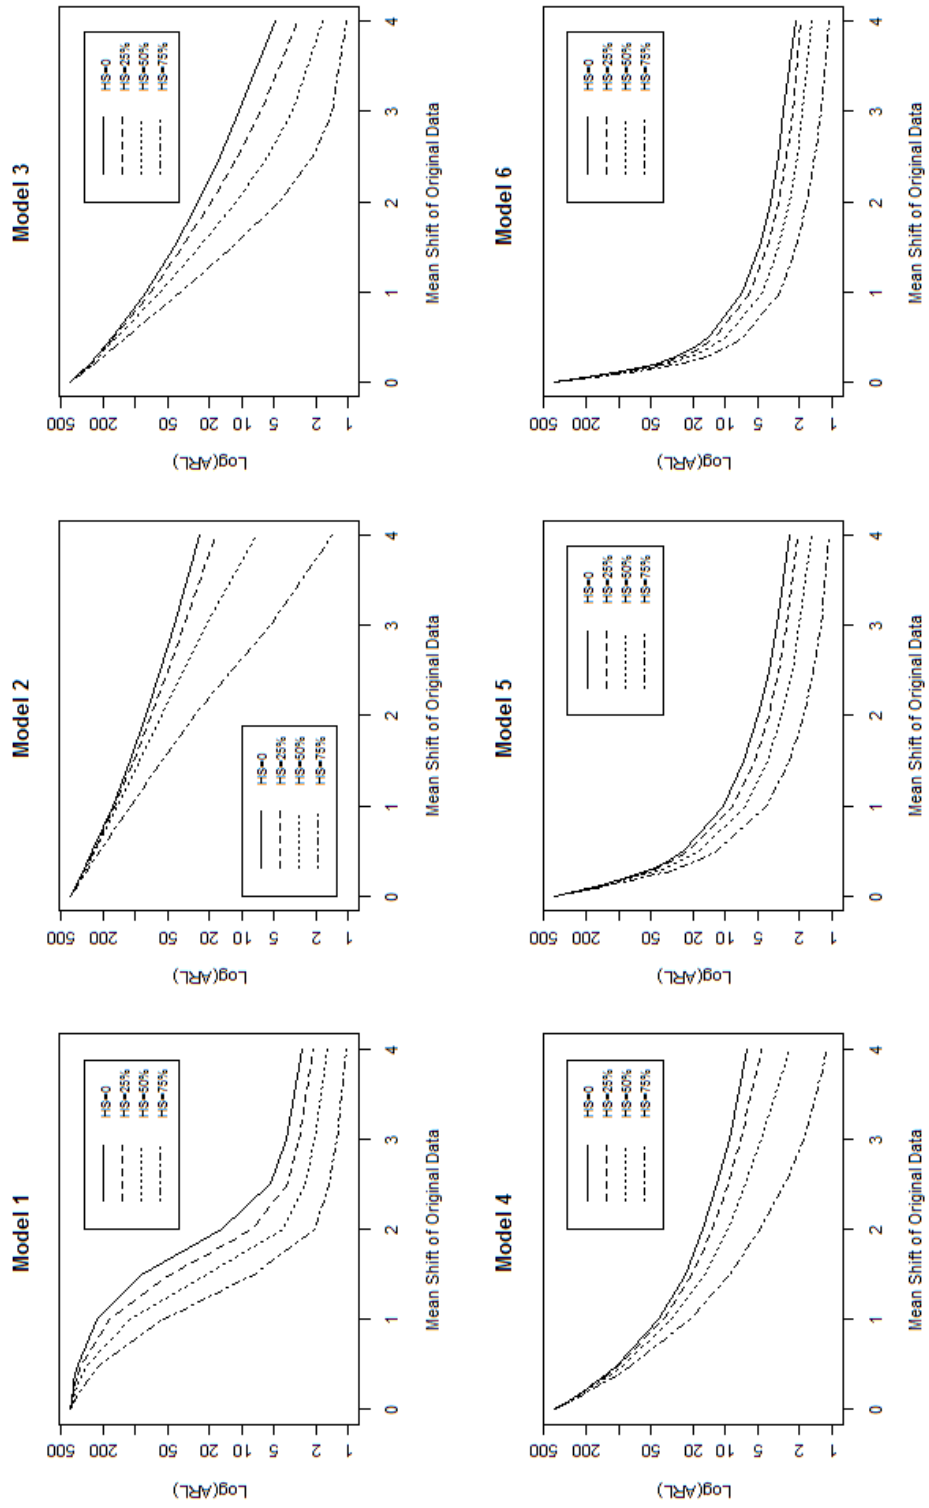 Model 1
Log(ARL)
500 200 50 20 10 5 2 1
HS=0
HS=25%
HS=50%
HS=75%
0 1 2 3 4
Mean Shift of Original Data
Model 2
Log(ARL)
500 200 50 20 10 5 2 1
HS=0
HS=25%
HS=50%
HS=75%
0 1 2 3 4
Mean Shift of Original Data
Model 3
Log(ARL)
500 200 50 20 10 5 2 1
HS=0
HS=25%
HS=50%
HS=75%
0 1 2 3 4
Mean Shift of Original Data
Model 4
Log(ARL)
500 200 50 20 10 5 2 1
HS=0
HS=25%
HS=50%
HS=75%
0 1 2 3 4
Mean Shift of Original Data
Model 5
Log(ARL)
500 200 50 20 10 5 2 1
HS=0
HS=25%
HS=50%
HS=75%
0 1 2 3 4
Mean Shift of Original Data
Model 6
Log(ARL)
500 200 50 20 10 5 2 1
HS=0
HS=25%
HS=50%
HS=75%
0 1 2 3 4
Mean Shift of Original Data